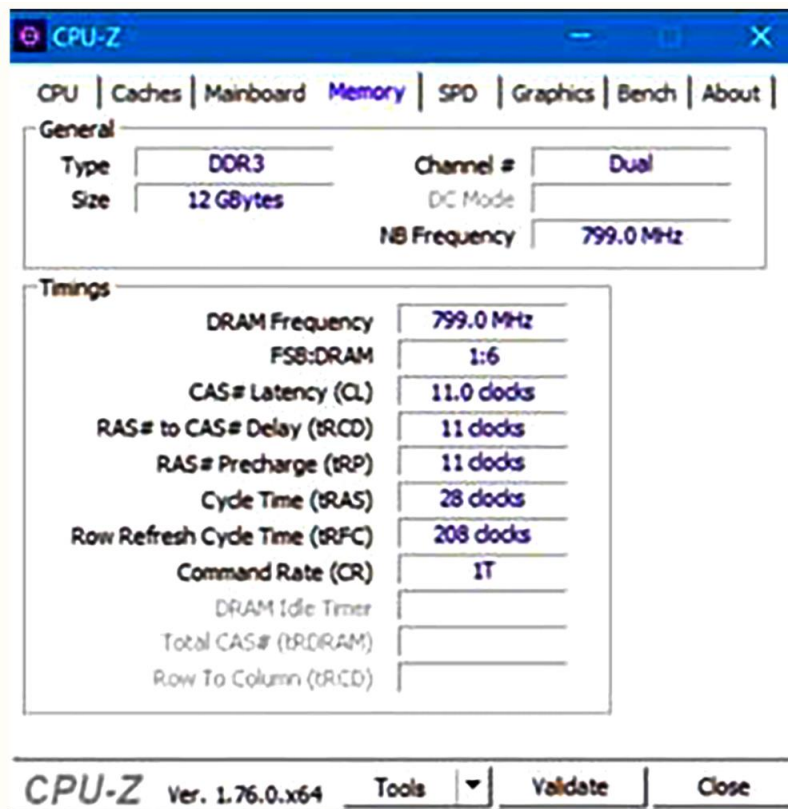 CPU-Z
CPU Caches Mainboard Memory SPD Graphics Bench About
General
Type DDR3 Channel # Dual
Size 12 GBytes DC Mode
NB Frequency 799.0 MHz
Timings
DRAM Frequency 799.0 MHz
FSB:DRAM 1:6
CAS# Latency (CL) 11.0 clocks
RAS# to CAS# Delay (tRCD) 11 clocks
RAS# Precharge (tRP) 11 clocks
Cycle Time (tRAS) 28 clocks
Row Refresh Cycle Time (tRFC) 208 clocks
Command Rate (CR) 1T
DRAM Idle Timer
Total CAS# (tRDRAM)
Row To Column (tRCD)
CPU-Z Ver. 1.76.0.x64 Tools Validate Close